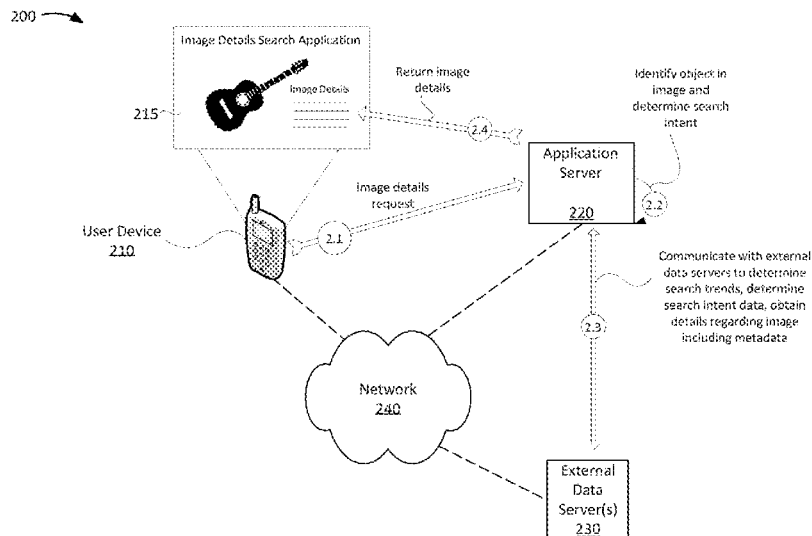 200
Image Details Search Application
Image Details
215
Return image
details
2.4
Identify object in
image and
determine search
intent
Application
Server
220
2.2
Image details
request
2.1
User Device
210
Communicate with external
data servers to determine
search trends, determine
search intent data, obtain
details regarding image
including metadata
2.3
Network
240
External
Data
Server(s)
230